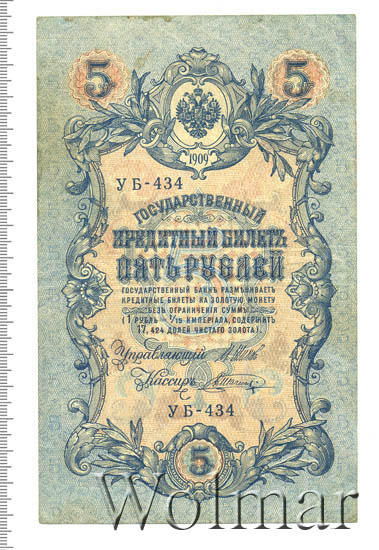 5 5
1909
УБ-434
ГОСУДАРСТВЕННЫЙ
КРЕДИТНЫЙ БИЛЕТЪ
ПЯТЬ РУБЛЕЙ
ГОСУДАРСТВЕННЫЙ БАНКЪ РАЗМѢНИВАЕТЪ
КРЕДИТНЫЕ БИЛЕТЫ НА ЗОЛОТУЮ МОНЕТУ
БЕЗЪ ОГРАНИЧЕНІЯ СУММЫ
(1 РУБЛЬ = 1/15 ИМПЕРІАЛА, СОДЕРЖИТЪ
17,424 ДОЛЕЙ ЧИСТАГО ЗОЛОТА).
Управляющій
Кассиръ
УБ-434
5
Wolmar